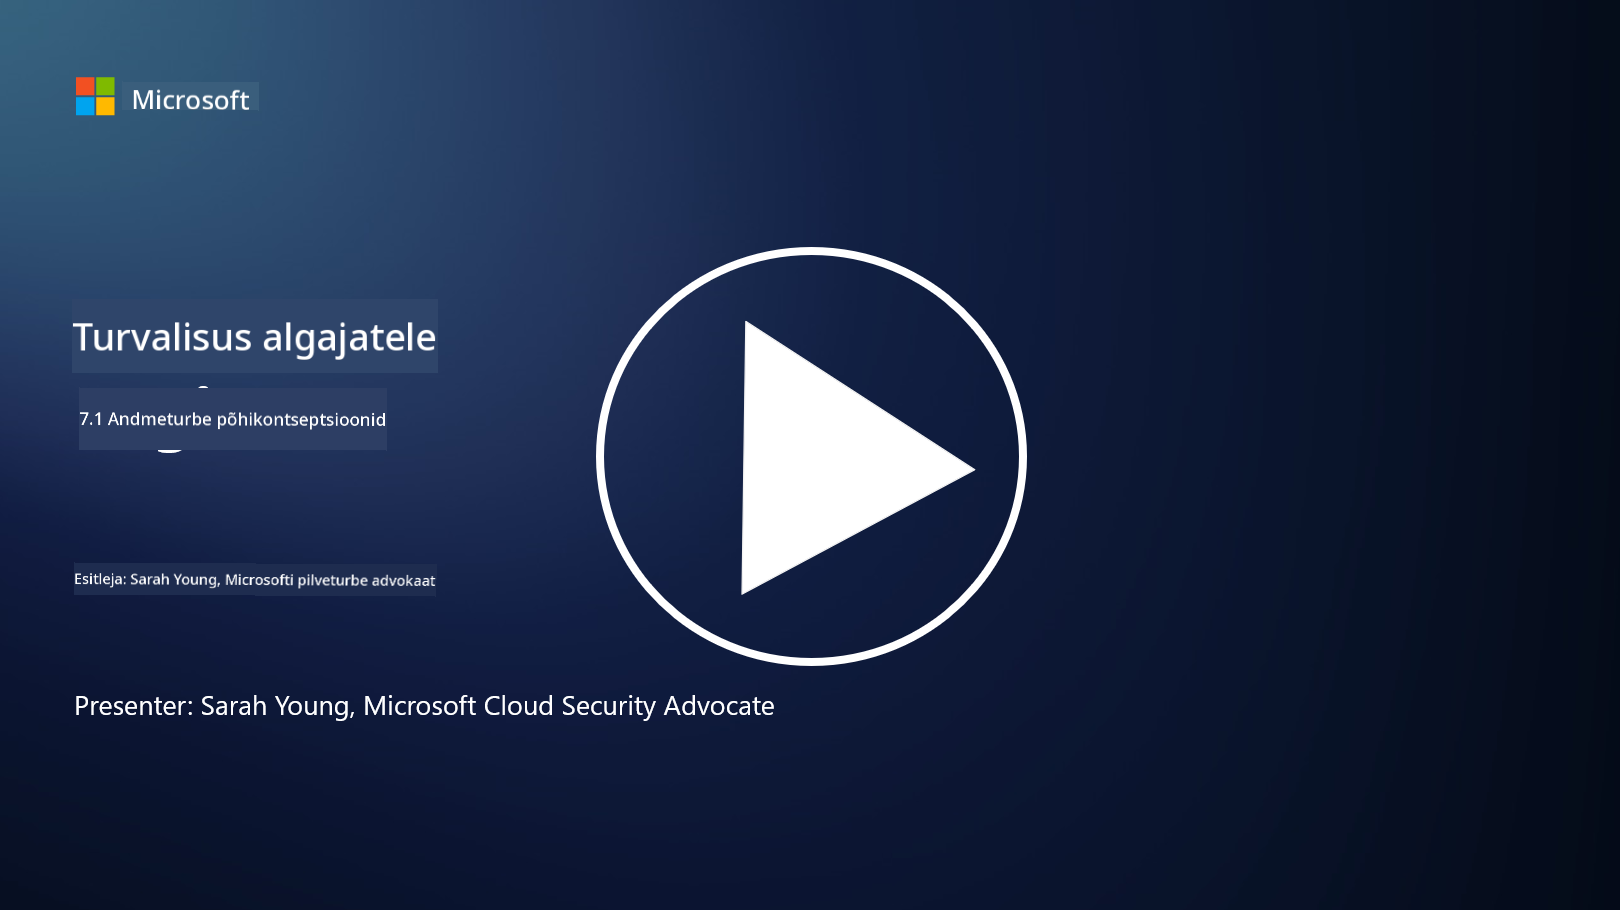 Microsoft
Turvalisus algajatele
7.1 Andmeturbe põhikontseptsioonid
Esitleja: Sarah Young, Microsofti pilveturbe advokaat
Presenter: Sarah Young, Microsoft Cloud Security Advocate